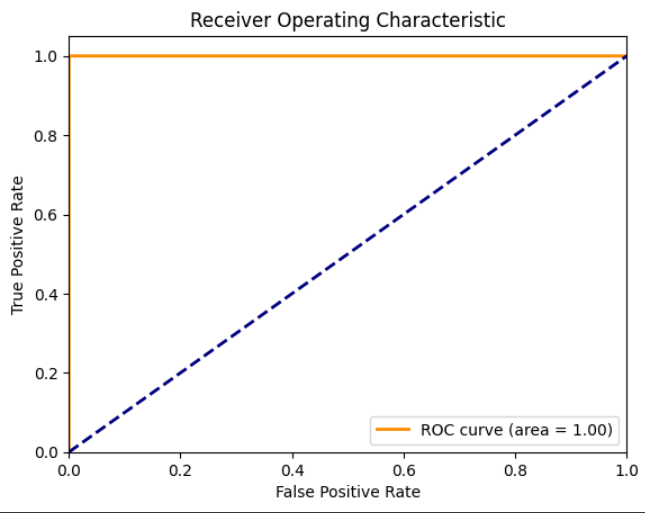 Receiver Operating Characteristic
1.0
0.8
0.6
0.4
0.2
0.0
True Positive Rate
ROC curve (area = 1.00)
0.0 0.2 0.4 0.6 0.8 1.0
False Positive Rate